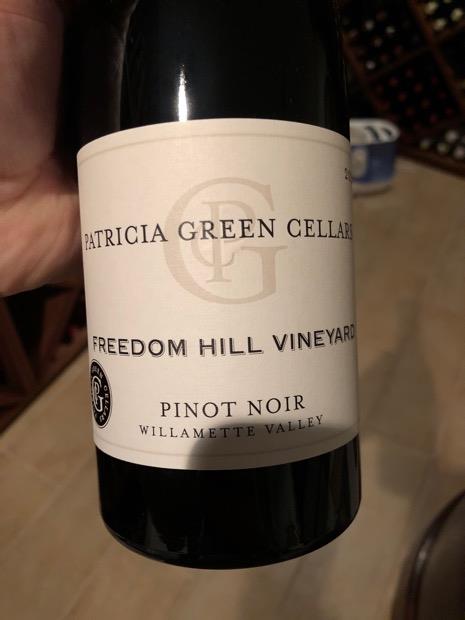 PATRICIA GREEN CELLARS
FREEDOM HILL VINEYARD
PINOT NOIR
WILLAMETTE VALLEY